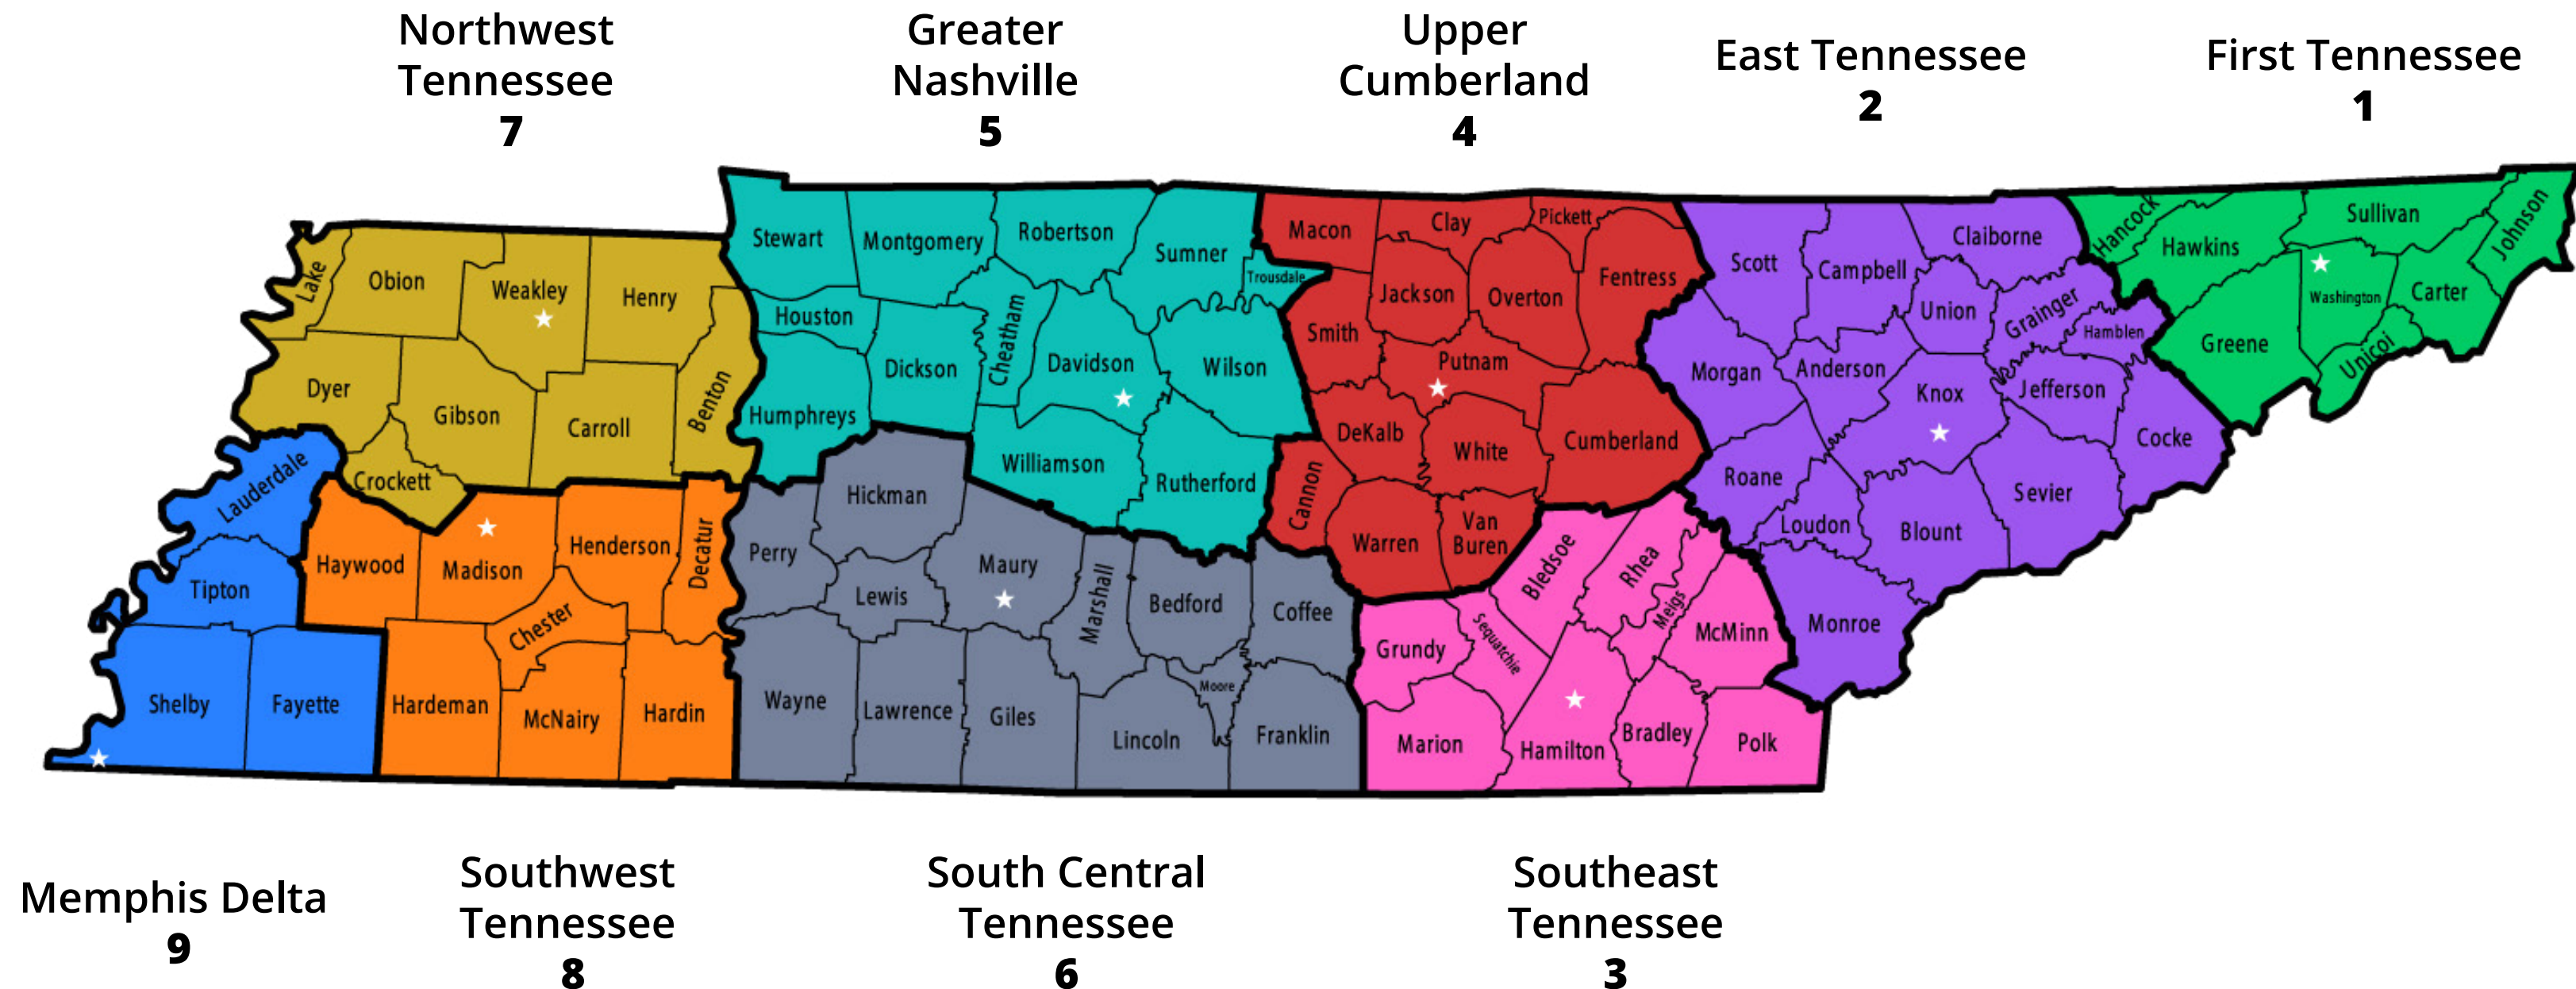 Northwest
Tennessee
7
Greater
Nashville
5
Upper
Cumberland
4
East Tennessee
2
First Tennessee
1
Lake
Obion
Weakley
Henry
Dyer
Gibson
Carroll
Benton
Crockett
Stewart
Montgomery
Robertson
Sumner
Trousdale
Houston
Dickson
Cheatham
Davidson
Wilson
Humphreys
Williamson
Rutherford
Macon
Clay
Pickett
Fentress
Jackson
Overton
Smith
Putnam
DeKalb
White
Cumberland
Cannon
Warren
Van
Buren
Scott
Campbell
Claiborne
Union
Grainger
Hamblen
Morgan
Anderson
Knox
Jefferson
Cocke
Roane
Loudon
Blount
Sevier
Monroe
Hancock
Hawkins
Sullivan
Johnson
Washington
Carter
Greene
Unicoi
Lauderdale
Tipton
Shelby
Fayette
Haywood
Madison
Henderson
Decatur
Chester
Hardeman
McNairy
Hardin
Hickman
Perry
Lewis
Maury
Marshall
Bedford
Coffee
Wayne
Lawrence
Giles
Lincoln
Moore
Franklin
Bledsoe
Rhea
Meigs
McMinn
Grundy
Sequatchie
Marion
Hamilton
Bradley
Polk
Memphis Delta
9
Southwest
Tennessee
8
South Central
Tennessee
6
Southeast
Tennessee
3